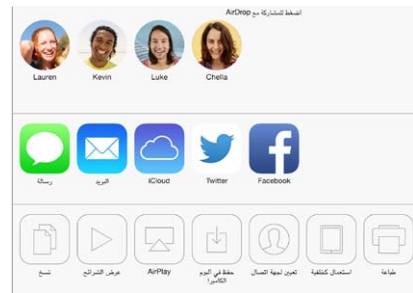 اضغط للمشاركة مع AirDrop
Lauren
Kevin
Luke
Chella
رسالة
البريد
iCloud
Twitter
Facebook
نسخ
عرض الشرائح
AirPlay
حفظ في ألبوم
الكاميرا
تعيين لجهة اتصال
استعمال كخلفية
طباعة